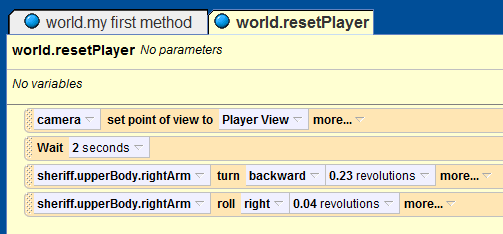 world.my first method world.resetPlayer
world.resetPlayer No parameters
No variables
camera set point of view to Player View more...
Wait 2 seconds
sheriff.upperBody.rightArm turn backward 0.23 revolutions more...
sheriff.upperBody.rightArm roll right 0.04 revolutions more...